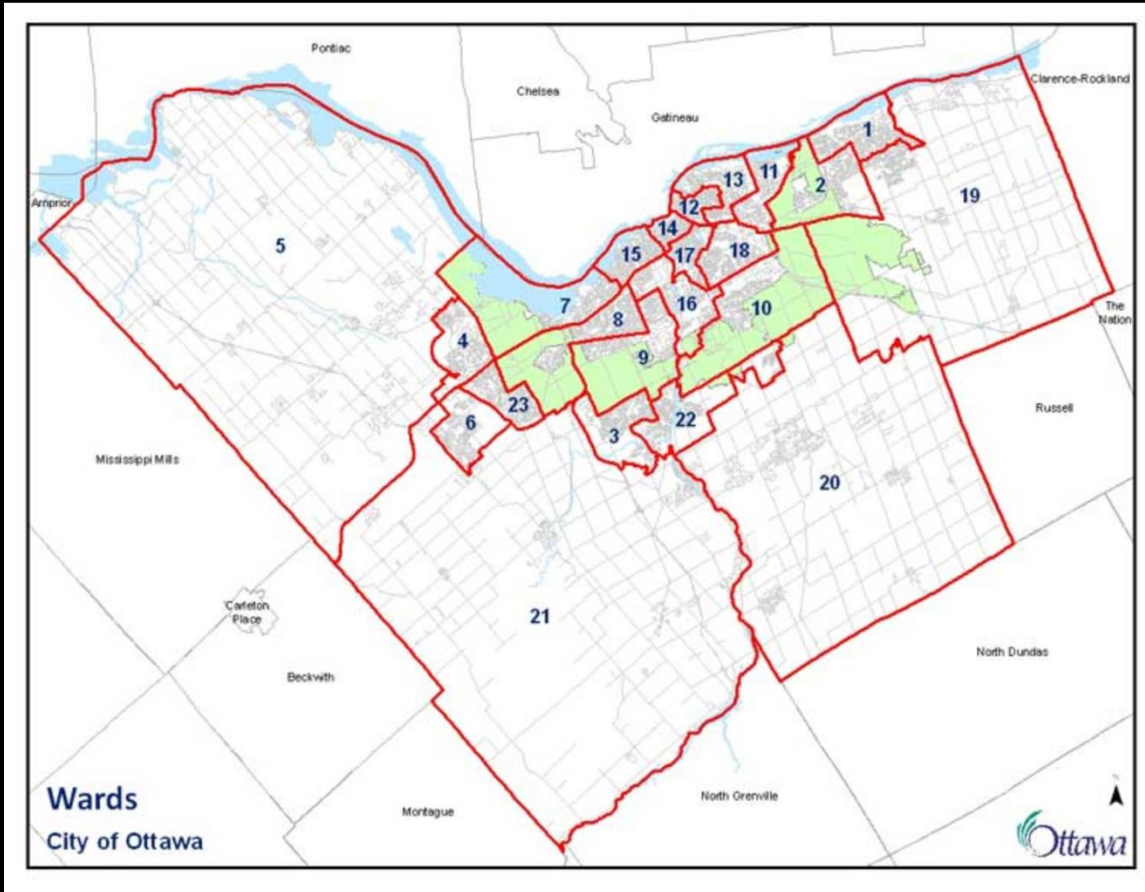 Pontiac
Chelsea
Clarence-Rockland
Gatineau
1
11
13
2
19
12
Arnprior
14
5
15
17
18
7
16
10
The
Nation
8
4
9
23
Russell
6
22
3
Mississippi Mills
20
Carleton
Place
21
North Dundas
Beckwith
Wards
North Grenville
Montague
City of Ottawa
Ottawa